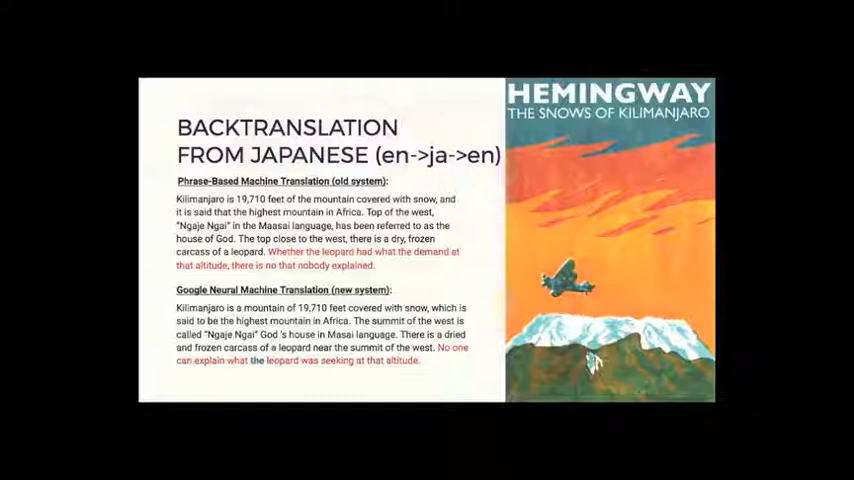 BACKTRANSLATION
FROM JAPANESE (en->ja->en)
Phrase-Based Machine Translation (old system):
Kilimanjaro is 19,710 feet of the mountain covered with snow, and
it is said that the highest mountain in Africa. Top of the west,
“Ngaje Ngai” in the Maasai language, has been referred to as the
house of God. The top close to the west, there is a dry, frozen
carcass of a leopard. Whether the leopard had what the demand at
that altitude, there is no that nobody explained.
Google Neural Machine Translation (new system):
Kilimanjaro is a mountain of 19,710 feet covered with snow, which is
said to be the highest mountain in Africa. The summit of the west is
called “Ngaje Ngai” God 's house in Masai language. There is a dried
and frozen carcass of a leopard near the summit of the west. No one
can explain what the leopard was seeking at that altitude.
HEMINGWAY
THE SNOWS OF KILIMANJARO